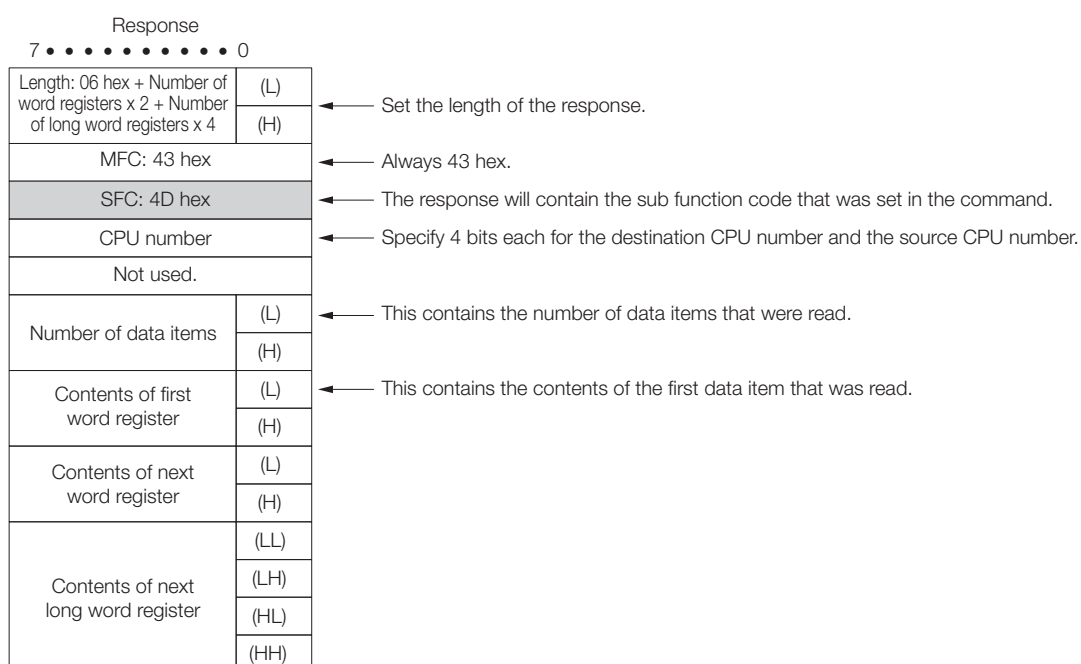 Response
7 • • • • • • • • • • 0
Length: 06 hex + Number of
word registers x 2 + Number
of long word registers x 4
(L)
(H)
Set the length of the response.
MFC: 43 hex
Always 43 hex.
SFC: 4D hex
The response will contain the sub function code that was set in the command.
CPU number
Specify 4 bits each for the destination CPU number and the source CPU number.
Not used.
Number of data items
(L)
(H)
This contains the number of data items that were read.
Contents of first
word register
(L)
(H)
This contains the contents of the first data item that was read.
Contents of next
word register
(L)
(H)
Contents of next
long word register
(LL)
(LH)
(HL)
(HH)